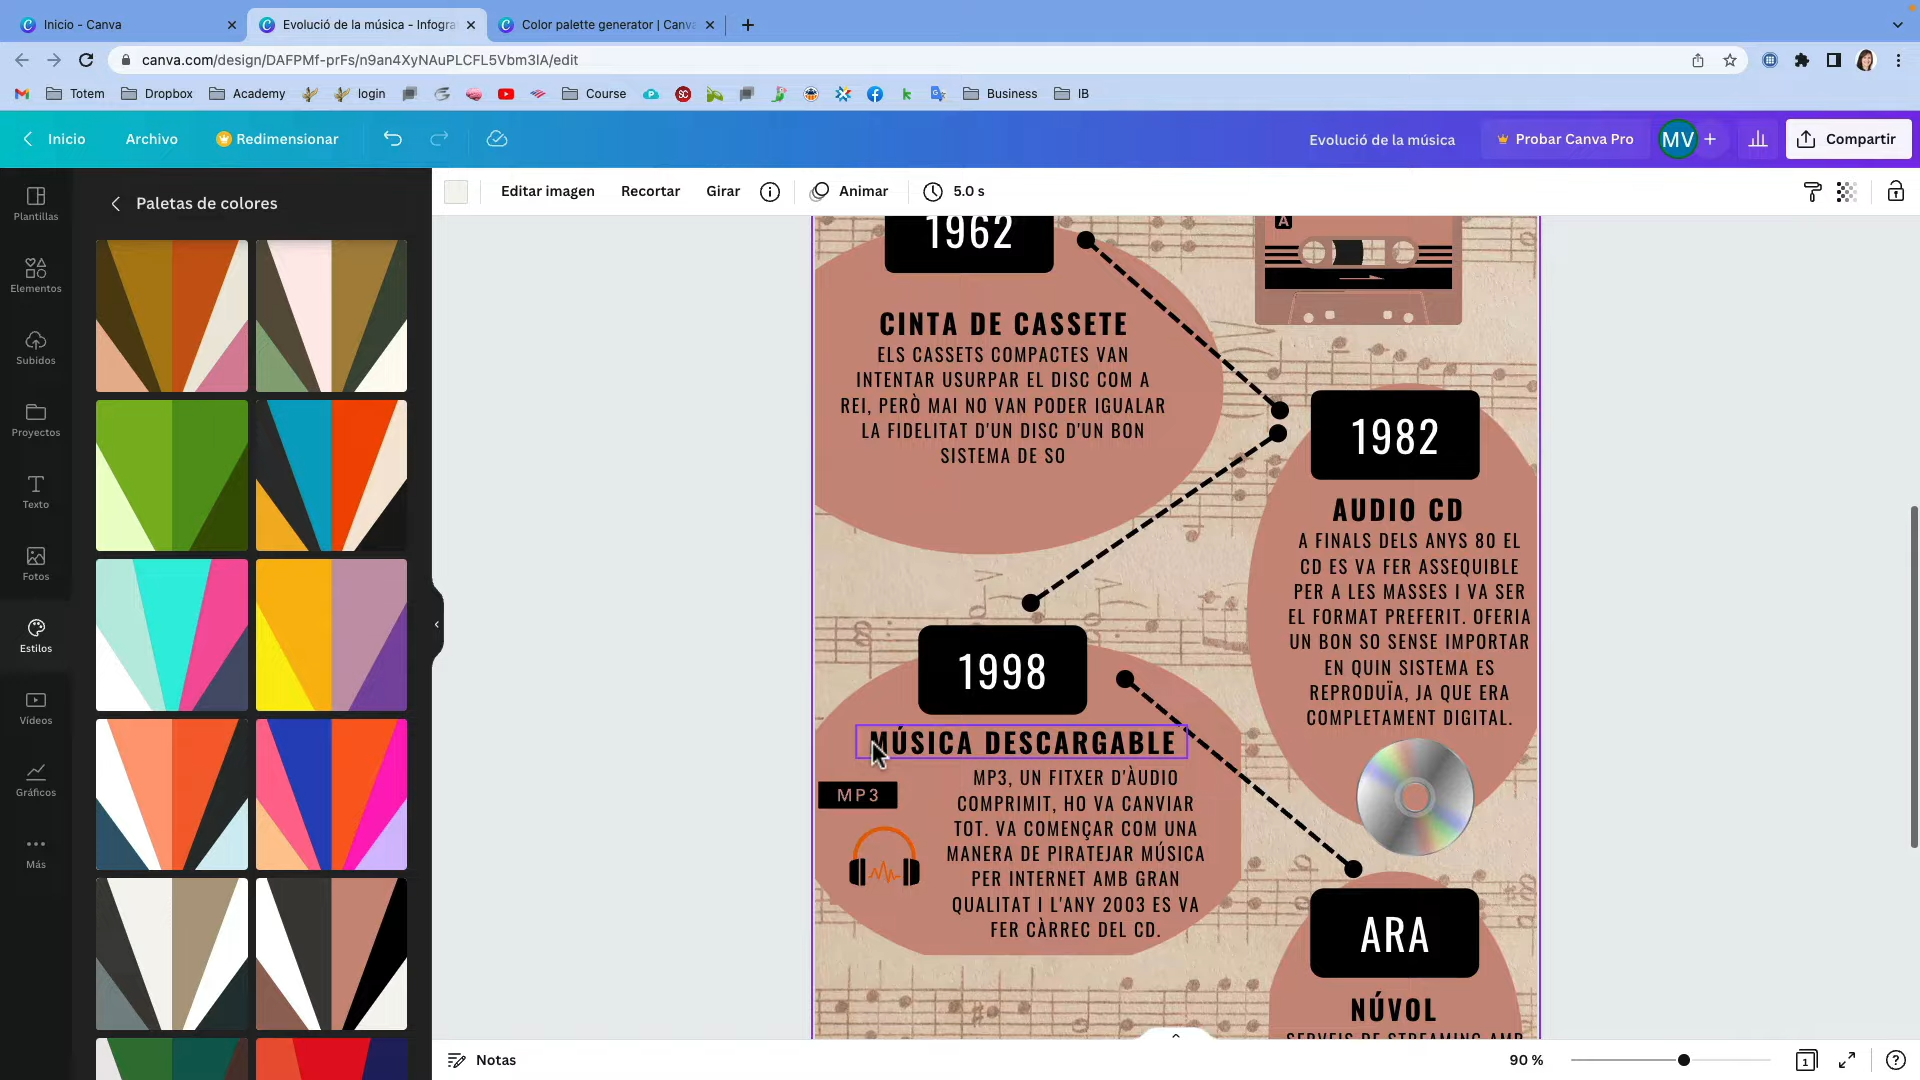 Inicio - Canva
Evolució de la música - Infogra
Color palette generator | Canv
canva.com/design/DAFPMf-prFs/n9an4XyNAuPLCFL5Vbm3lA/edit
Totem
Dropbox
Academy
login
Course
Business
IB
Inicio
Archivo
Redimensionar
Evolució de la música
Probar Canva Pro
MV
Compartir
Plantillas
Elementos
Subidos
Proyectos
Texto
Fotos
Estilos
Vídeos
Gráficos
Más
Paletas de colores
Editar imagen
Recortar
Girar
Animar
5.0 s
1962
A
CINTA DE CASSETE
ELS CASSETS COMPACTES VAN
INTENTAR USURPAR EL DISC COM A
REI, PERÒ MAI NO VAN PODER IGUALAR
LA FIDELITAT D'UN DISC D'UN BON
SISTEMA DE SO
1982
AUDIO CD
A FINALS DELS ANYS 80 EL
CD ES VA FER ASSEQUIBLE
PER A LES MASSES I VA SER
EL FORMAT PREFERIT. OFERIA
UN BON SO SENSE IMPORTAR
EN QUIN SISTEMA ES
REPRODUÏA, JA QUE ERA
COMPLETAMENT DIGITAL.
1998
MÚSICA DESCARGABLE
MP3
MP3, UN FITXER D'ÀUDIO
COMPRIMIT, HO VA CANVIAR
TOT. VA COMENÇAR COM UNA
MANERA DE PIRATEJAR MÚSICA
PER INTERNET AMB GRAN
QUALITAT I L'ANY 2003 ES VA
FER CÀRREC DEL CD.
ARA
NÚVOL
SERVEIS DE STREAMING AMB
Notas
90 %
1